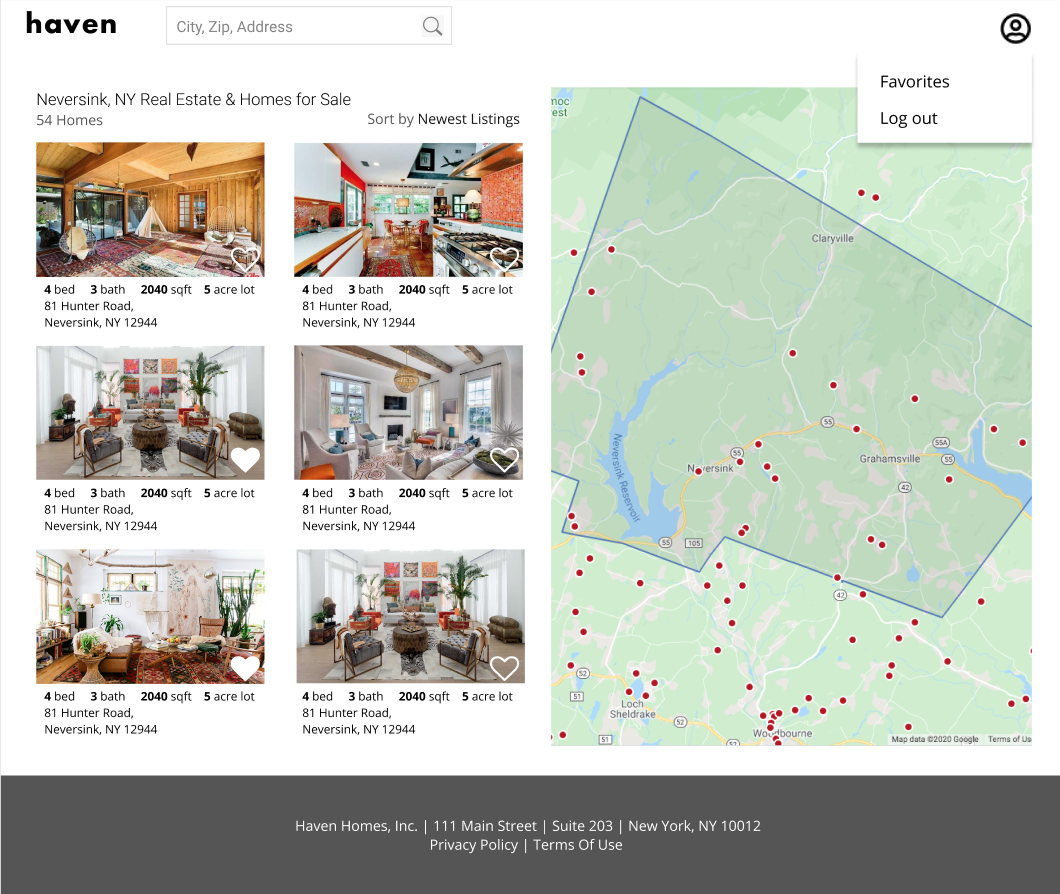 haven
City, Zip, Address
Favorites
Log out
Neversink, NY Real Estate & Homes for Sale
54 Homes
Sort by Newest Listings
4 bed 3 bath 2040 sqft 5 acre lot
81 Hunter Road,
Neversink, NY 12944
4 bed 3 bath 2040 sqft 5 acre lot
81 Hunter Road,
Neversink, NY 12944
4 bed 3 bath 2040 sqft 5 acre lot
81 Hunter Road,
Neversink, NY 12944
4 bed 3 bath 2040 sqft 5 acre lot
81 Hunter Road,
Neversink, NY 12944
4 bed 3 bath 2040 sqft 5 acre lot
81 Hunter Road,
Neversink, NY 12944
4 bed 3 bath 2040 sqft 5 acre lot
81 Hunter Road,
Neversink, NY 12944
moc
est
Claryville
55
55A
55
55
Neversink
Grahamsville
42
Neversink Reservoir
55
105
42
52
51
Loch
Sheldrake
52
51
52
Woodbourne
Map data ©2020 Google Terms of Us
Haven Homes, Inc. | 111 Main Street | Suite 203 | New York, NY 10012
Privacy Policy | Terms Of Use